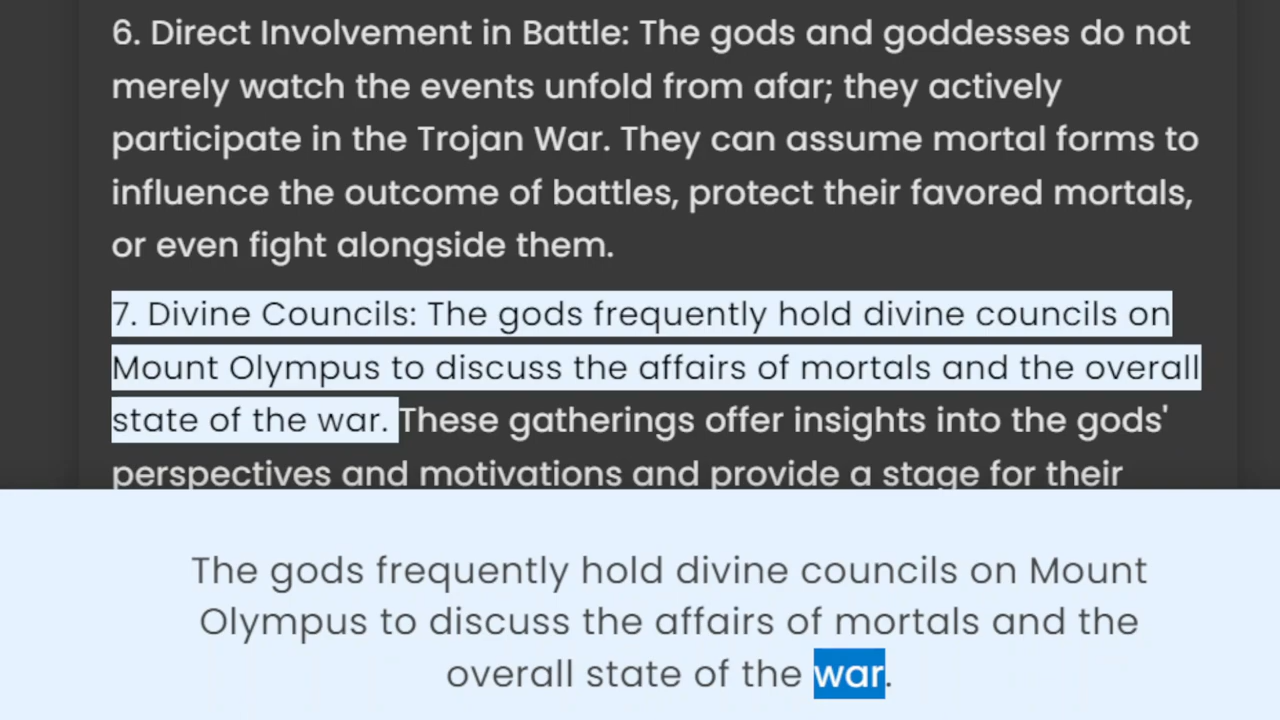 6. Direct Involvement in Battle: The gods and goddesses do not
merely watch the events unfold from afar; they actively
participate in the Trojan War. They can assume mortal forms to
influence the outcome of battles, protect their favored mortals,
or even fight alongside them.
7. Divine Councils: The gods frequently hold divine councils on
Mount Olympus to discuss the affairs of mortals and the overall
state of the war. These gatherings offer insights into the gods'
perspectives and motivations and provide a stage for their
The gods frequently hold divine councils on Mount
Olympus to discuss the affairs of mortals and the
overall state of the war.